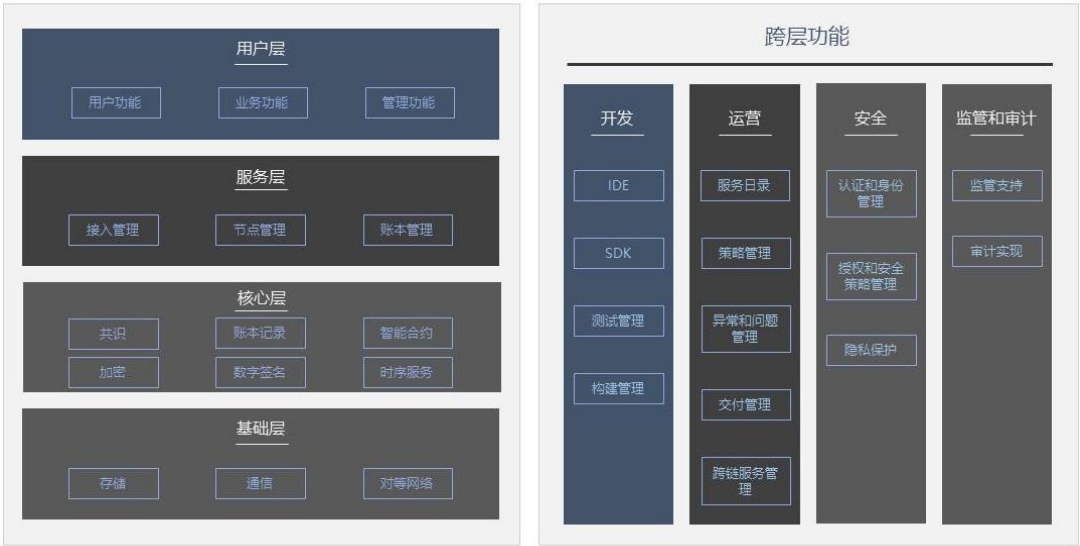 用户层
用户功能
业务功能
管理功能
服务层
接入管理
节点管理
账本管理
核心层
共识
账本记录
智能合约
加密
数字签名
时序服务
基础层
存储
通信
对等网络
跨层功能
开发
IDE
SDK
测试管理
构建管理
运营
服务日录
策略管理
异常和问题
管理
交付管理
跨链服务管
理
安全
认证和身份
管理
授权和安全
策略管理
隐私保护
监管和审计
监管支持
审计实现